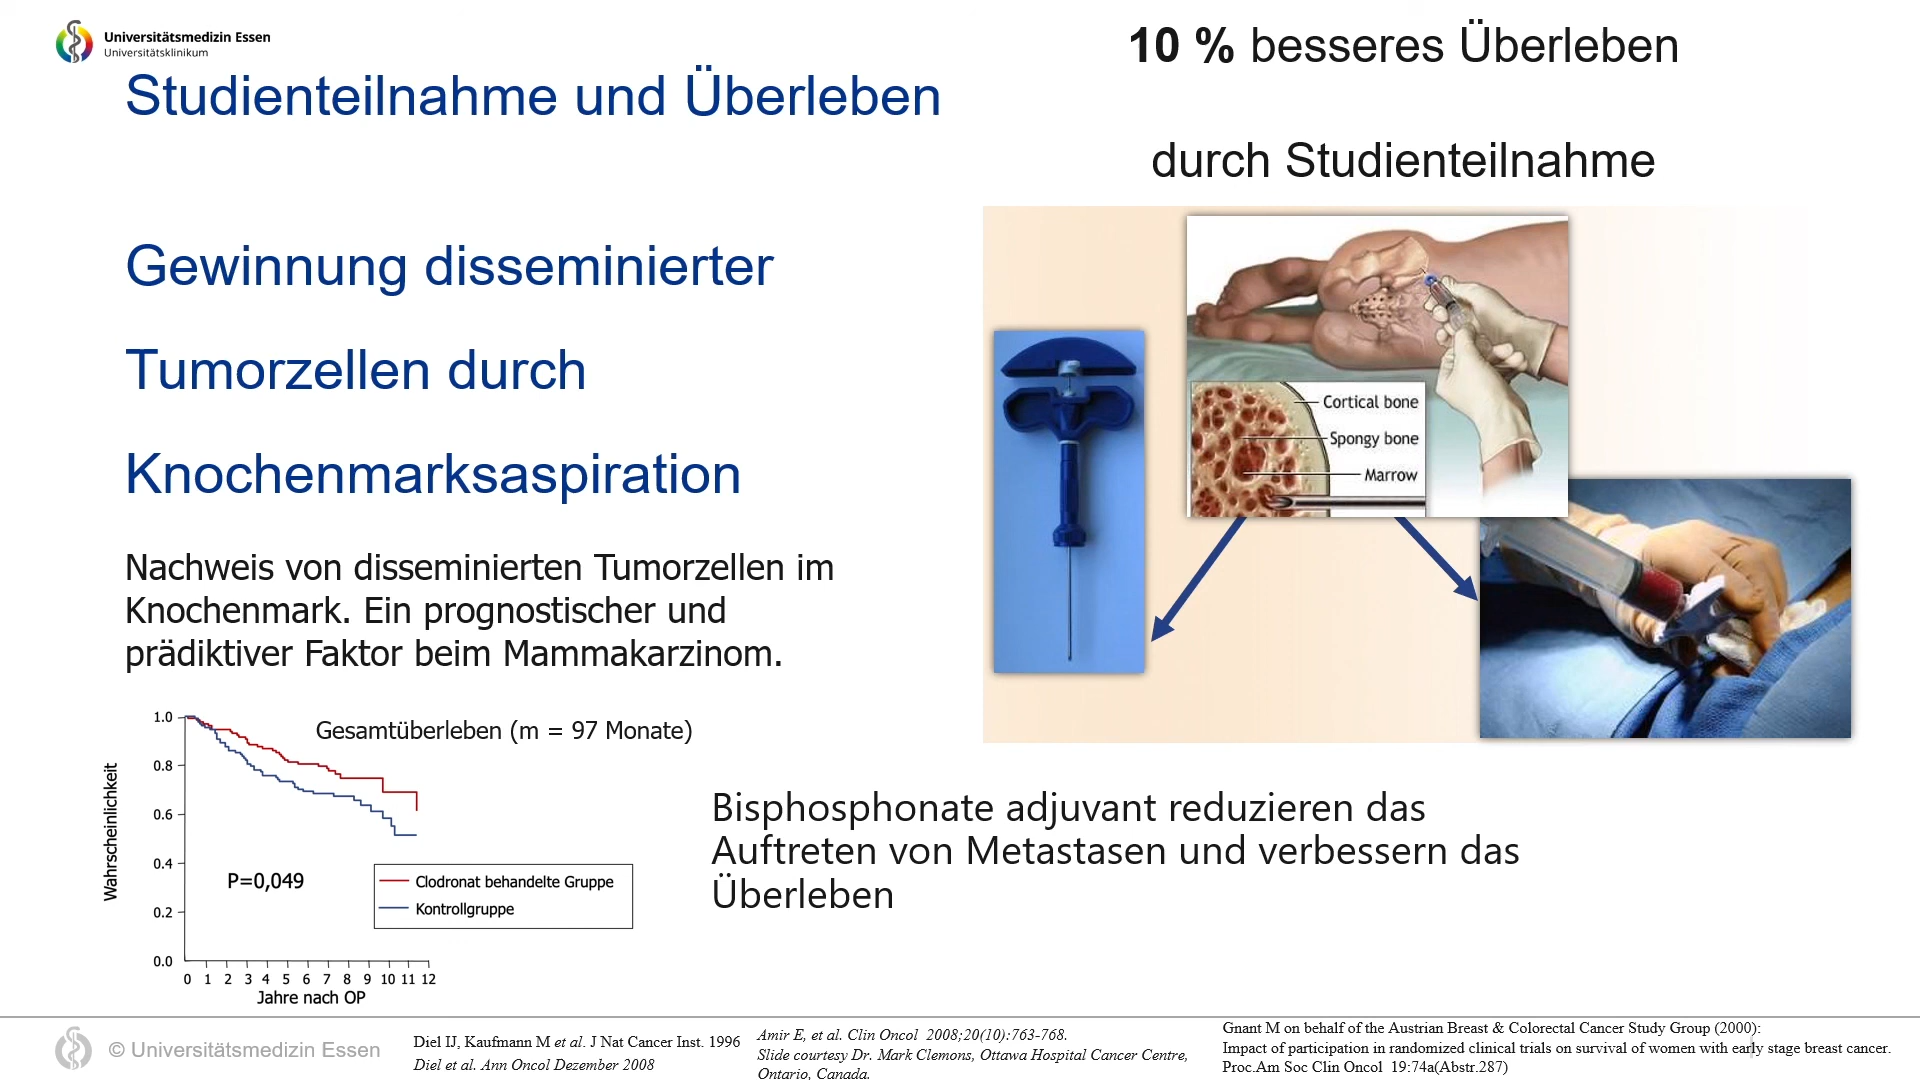 Universitätsmedizin Essen
Universitätsklinikum
Studienteilnahme und Überleben
10 % besseres Überleben
durch Studienteilnahme
Gewinnung disseminierter
Tumorzellen durch
Knochenmarksaspiration
Nachweis von disseminierten Tumorzellen im
Knochenmark. Ein prognostischer und
prädiktiver Faktor beim Mammakarzinom.
Cortical bone
Spongy bone
Marrow
Gesamtüberleben (m = 97 Monate)
Wahrscheinlichkeit
1.0
0.8
0.6
0.4
0.2
0.0
P=0,049
Clodronat behandelte Gruppe
Kontrollgruppe
0 1 2 3 4 5 6 7 8 9 10 11 12
Jahre nach OP
Bisphosphonate adjuvant reduzieren das
Auftreten von Metastasen und verbessern das
Überleben
© Universitätsmedizin Essen
Diel IJ, Kaufmann M et al. J Nat Cancer Inst. 1996
Diel et al. Ann Oncol Dezember 2008
Amir E, et al. Clin Oncol 2008;20(10):763-768.
Slide courtesy Dr. Mark Clemons, Ottawa Hospital Cancer Centre,
Ontario, Canada.
Gnant M on behalf of the Austrian Breast & Colorectal Cancer Study Group (2000):
Impact of participation in randomized clinical trials on survival of women with early stage breast cancer.
Proc.Am Soc Clin Oncol 19:74a(Abstr.287)